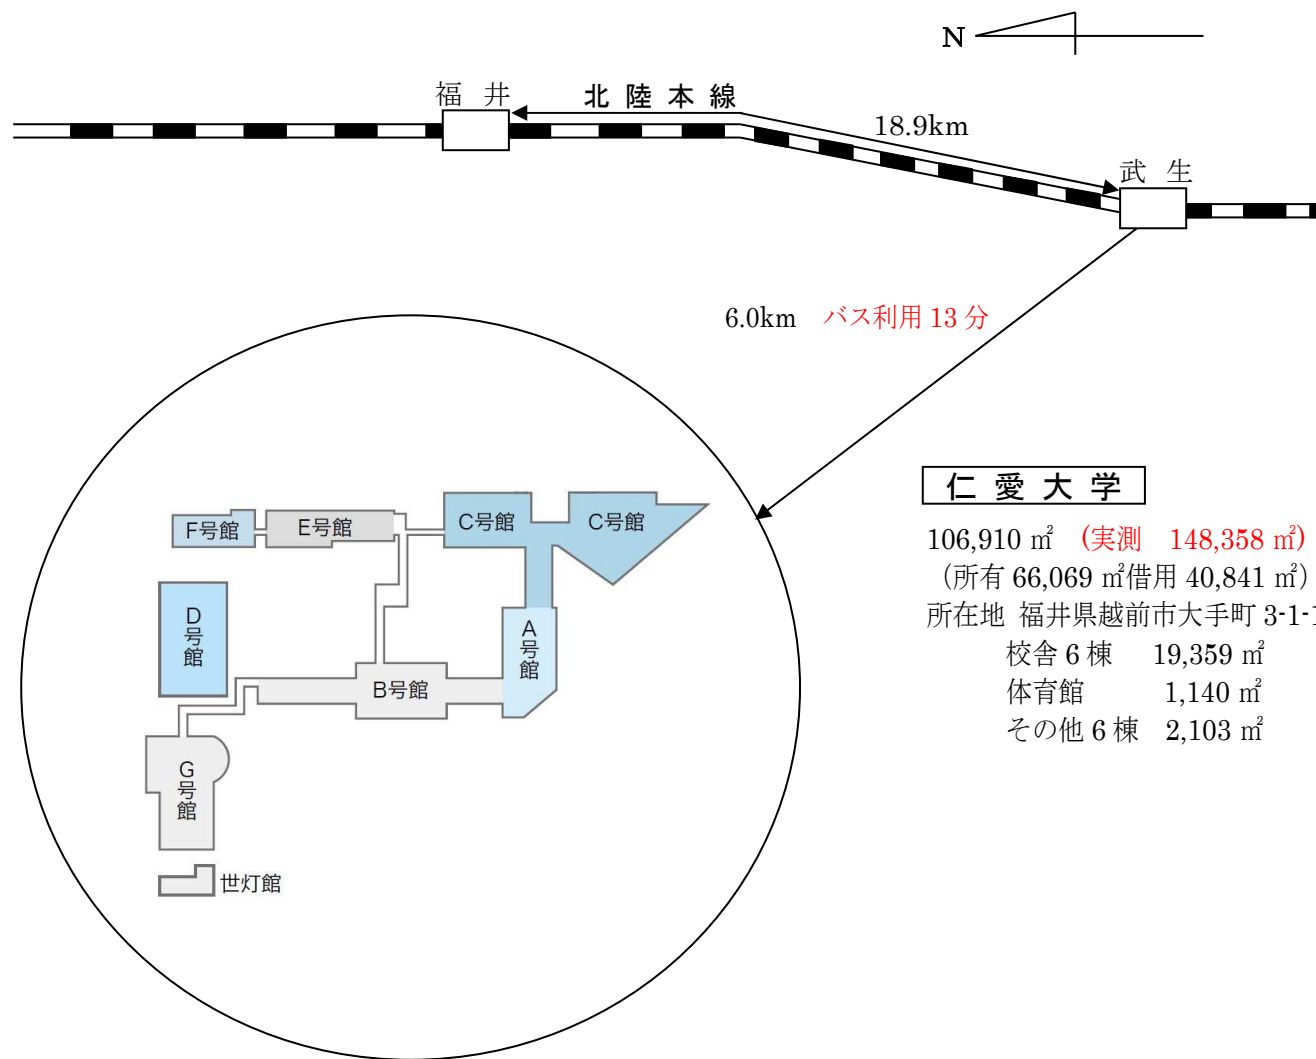 N
福 井
北 陸 本 線
18.9km
武 生
6.0km バス利用 13 分
仁 愛 大 学
106,910 ㎡ (実測 148,358 ㎡)
(所有 66,069 ㎡借用 40,841 ㎡)
所在地 福井県越前市大手町 3-1-1
校舎 6 棟 19,359 ㎡
体育館 1,140 ㎡
その他 6 棟 2,103 ㎡
F号館
E号館
C号館
C号館
D号館
A号館
B号館
G号館
世灯館